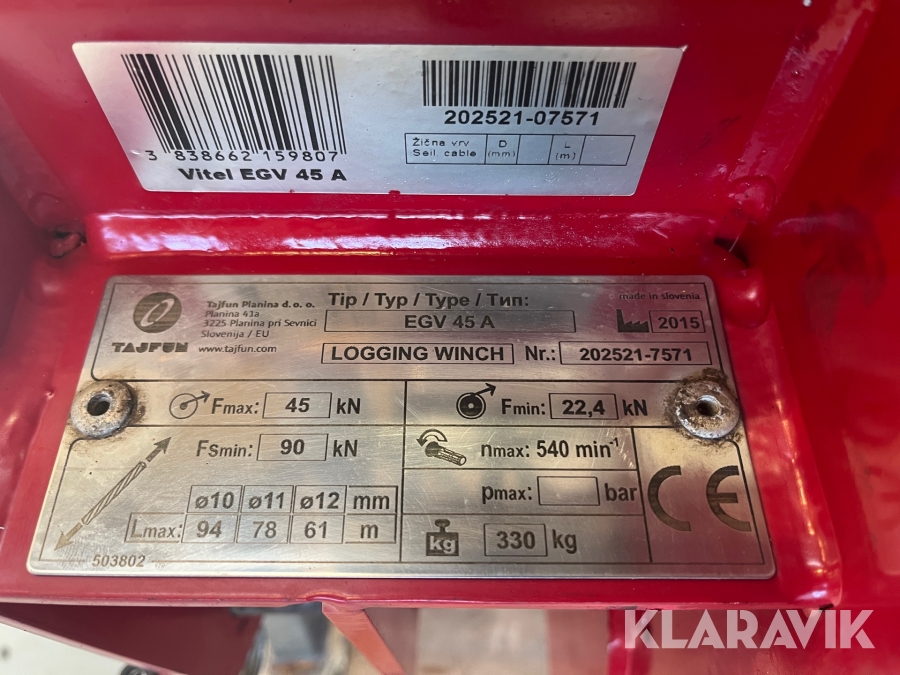 3 838662 159807
Vitel EGV 45 A
202521-07571
Žična vrv
Seil, cable
D
(mm)
L
(m)
TAJFUN
Tajfun Planina d.o.o.
Planina 41a
3225 Planina pri Sevnici
Slovenija / EU
www.tajfun.com
Tip / Typ / Type / Тип:
EGV 45 A
LOGGING WINCH Nr.: 202521-7571
made in slovenia
2015
Fmax: 45 kN
Fmin: 22,4 kN
FSmin: 90 kN
nmax: 540 min-1
pmax: bar
ø10 ø11 ø12 mm
Lmax: 94 78 61 m
kg 330 kg
CE
503802
KLARAVIK